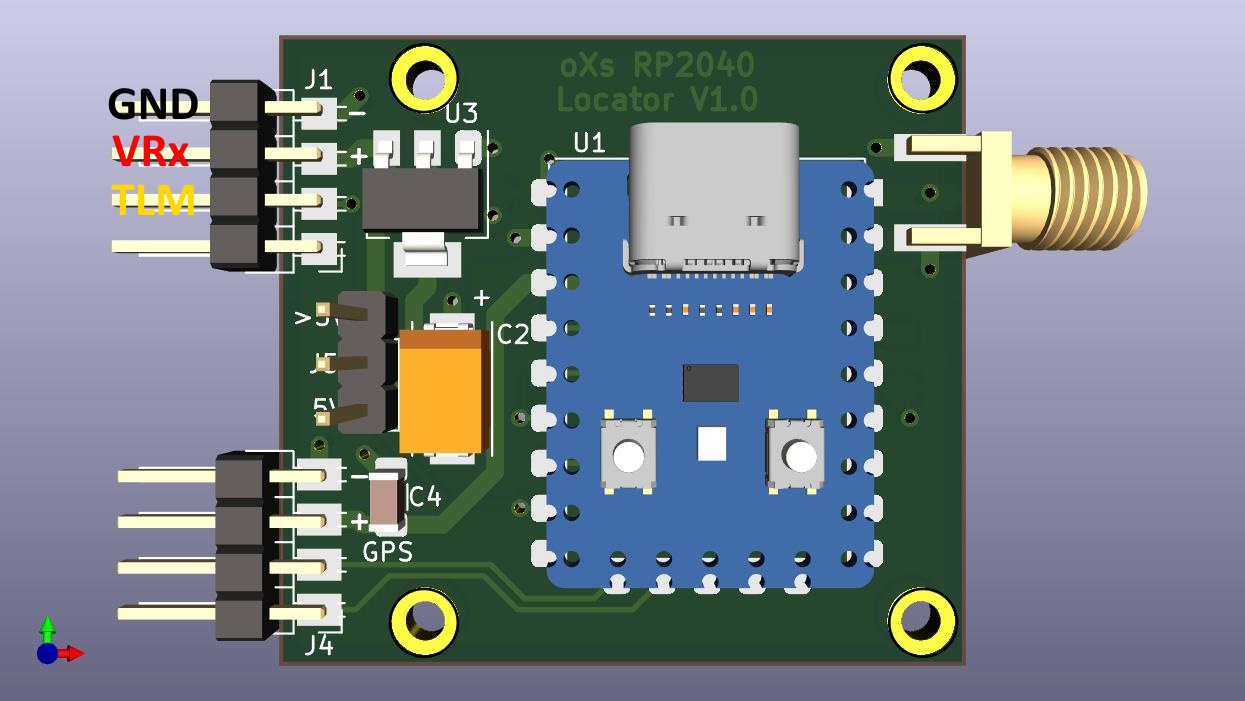 oXs RP2040
Locator V1.0
J1
GND
-
U3
U1
VRx
+
TLM
+
C2
-
C4
+
GPS
J4